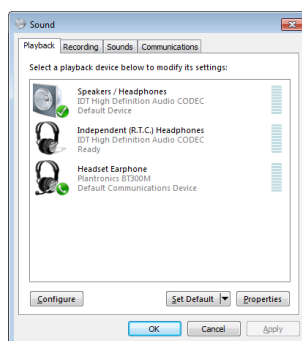 Sound
Playback Recording Sounds Communications
Select a playback device below to modify its settings:
Speakers / Headphones
IDT High Definition Audio CODEC
Default Device
Independent (R.T.C.) Headphones
IDT High Definition Audio CODEC
Ready
Headset Earphone
Plantronics BT300M
Default Communications Device
Configure Set Default Properties
OK Cancel Apply